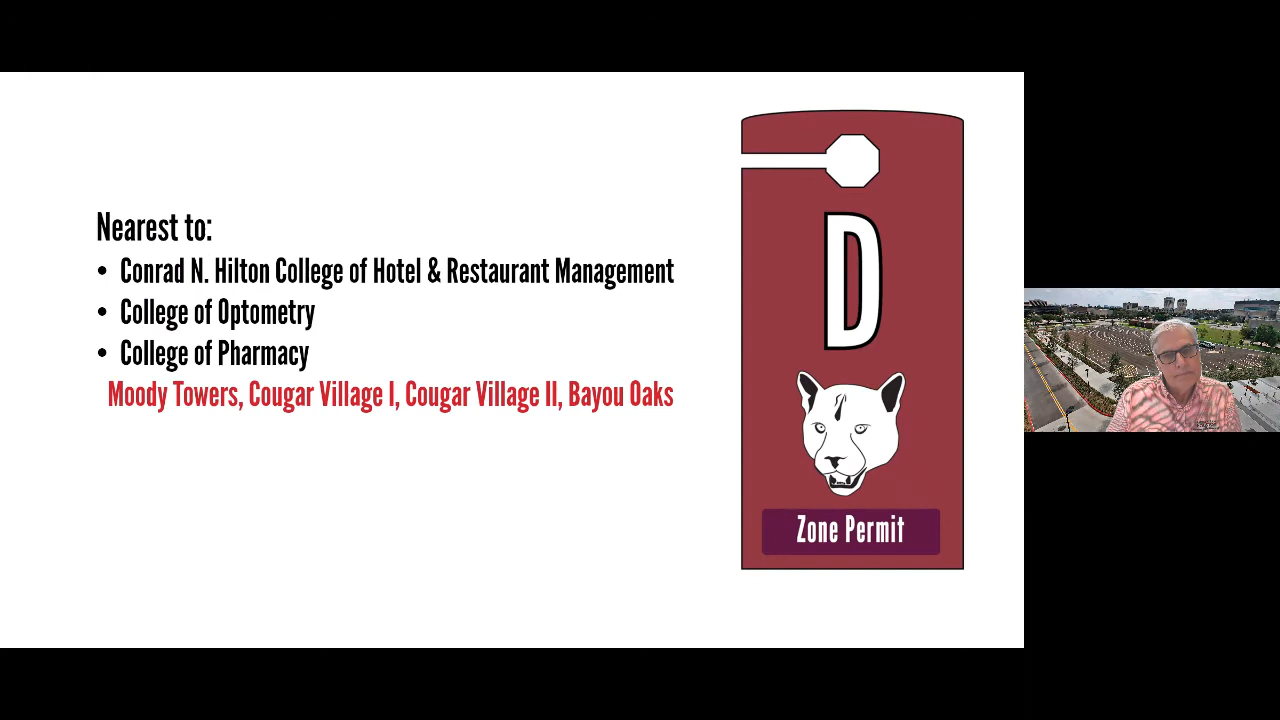 Nearest to:
• Conrad N. Hilton College of Hotel & Restaurant Management
• College of Optometry
• College of Pharmacy
Moody Towers, Cougar Village I, Cougar Village II, Bayou Oaks
D
Zone Permit